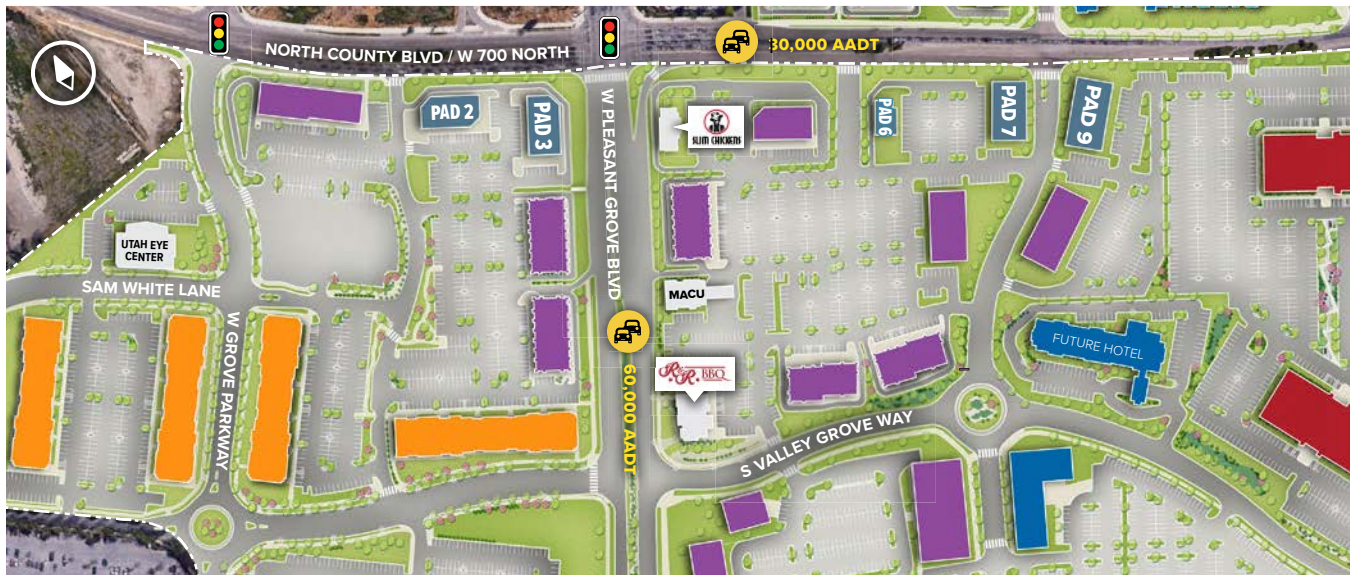 NORTH COUNTY BLVD / W 700 NORTH
30,000 AADT
PAD 2
PAD 3
W PLEASANT GROVE BLVD
SLIM CHICKENS
PAD 6
PAD 7
PAD 9
UTAH EYE
CENTER
SAM WHITE LANE
MACU
W GROVE PARKWAY
60,000 AADT
R&R BBQ
FUTURE HOTEL
S VALLEY GROVE WAY